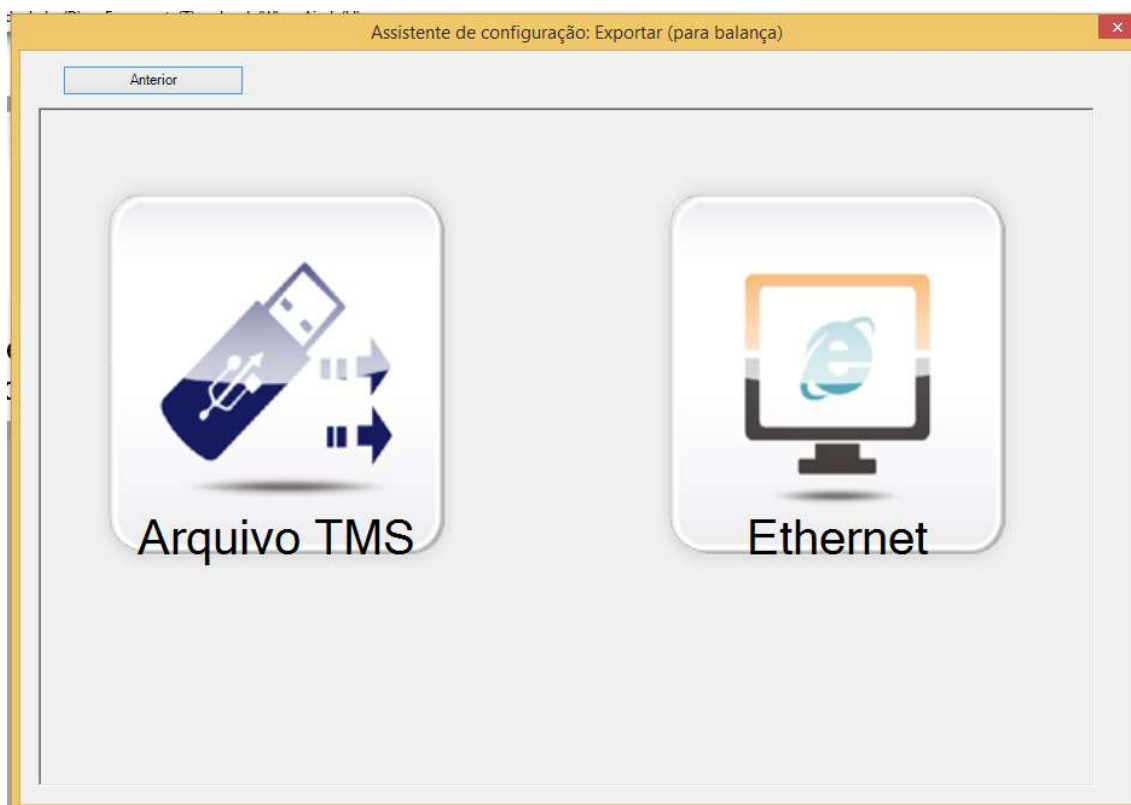 Assistente de configuração: Exportar (para balança)
Anterior
Arquivo TMS
Ethernet